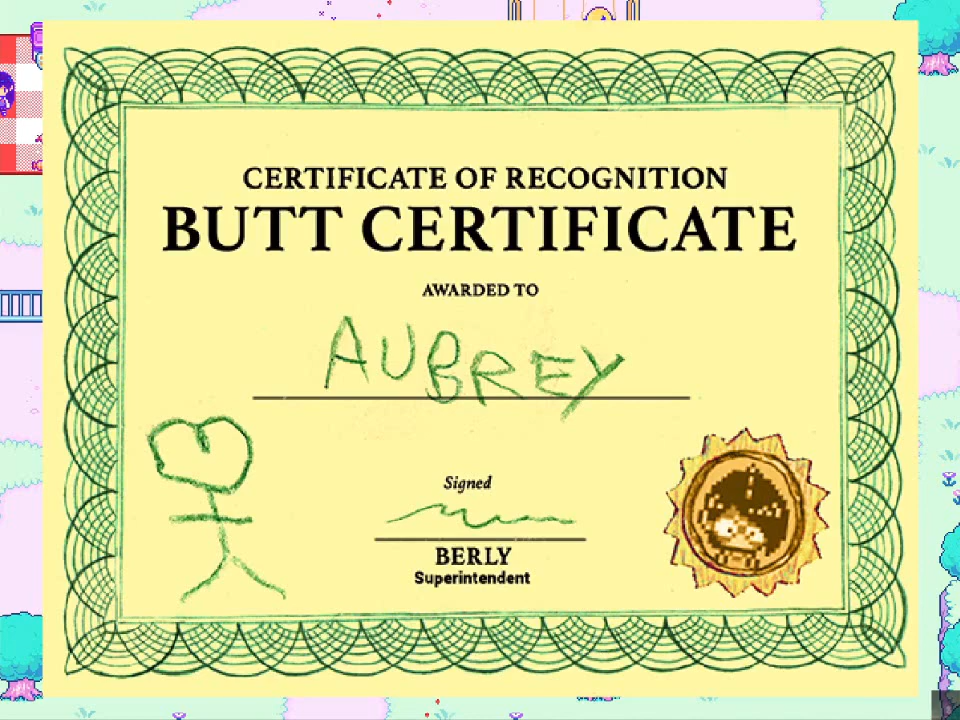 CERTIFICATE OF RECOGNITION
BUTT CERTIFICATE
AWARDED TO
AUBREY
Signed
BERLY
Superintendent